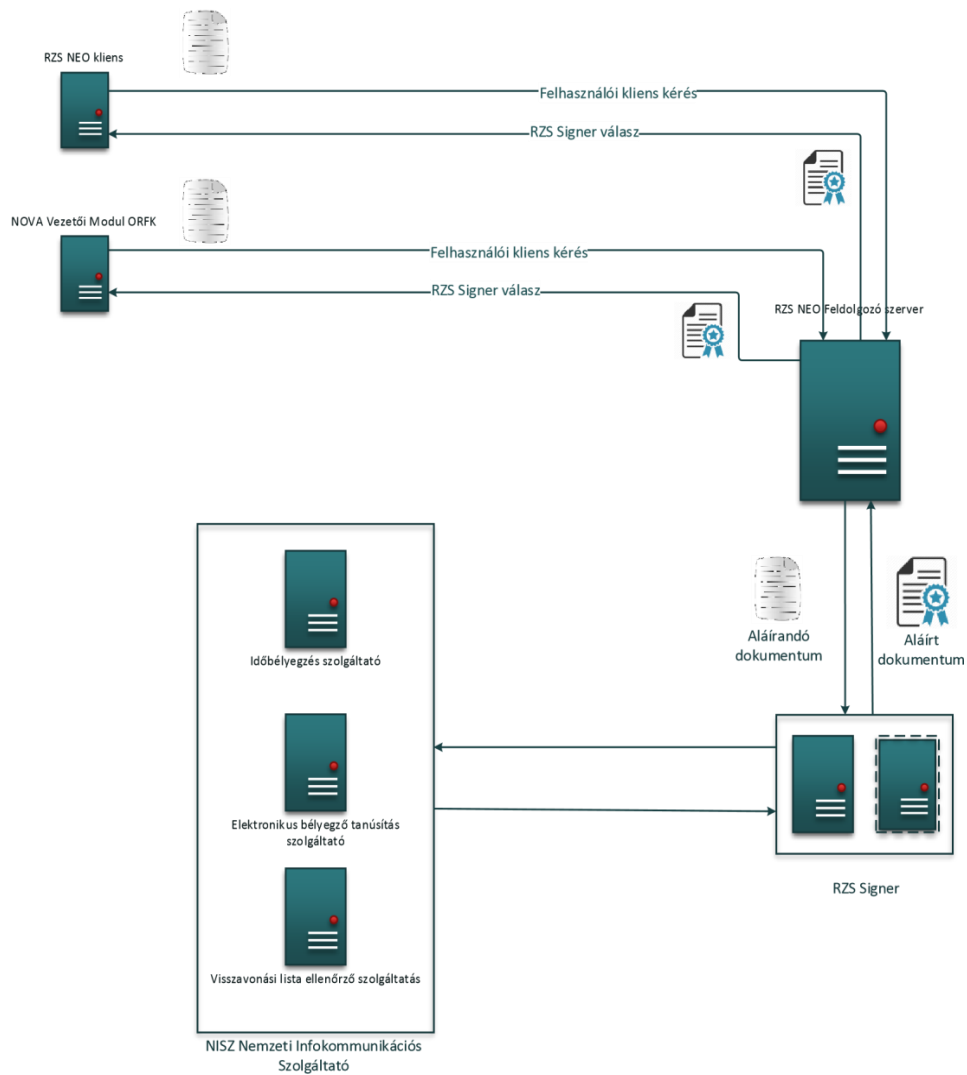 RZS NEO kliens
Felhasználói kliens kérés
RZS Signer válasz
NOVA Vezetői Modul ORFK
Felhasználói kliens kérés
RZS Signer válasz
RZS NEO Feldolgozó szerver
Aláírandó
dokumentum
Aláírt
dokumentum
Időbélyegzés szolgáltató
Elektronikus bélyegző tanúsítás
szolgáltató
Visszavonási lista ellenőrző szolgáltatás
RZS Signer
NISZ Nemzeti Infokommunikációs
Szolgáltató